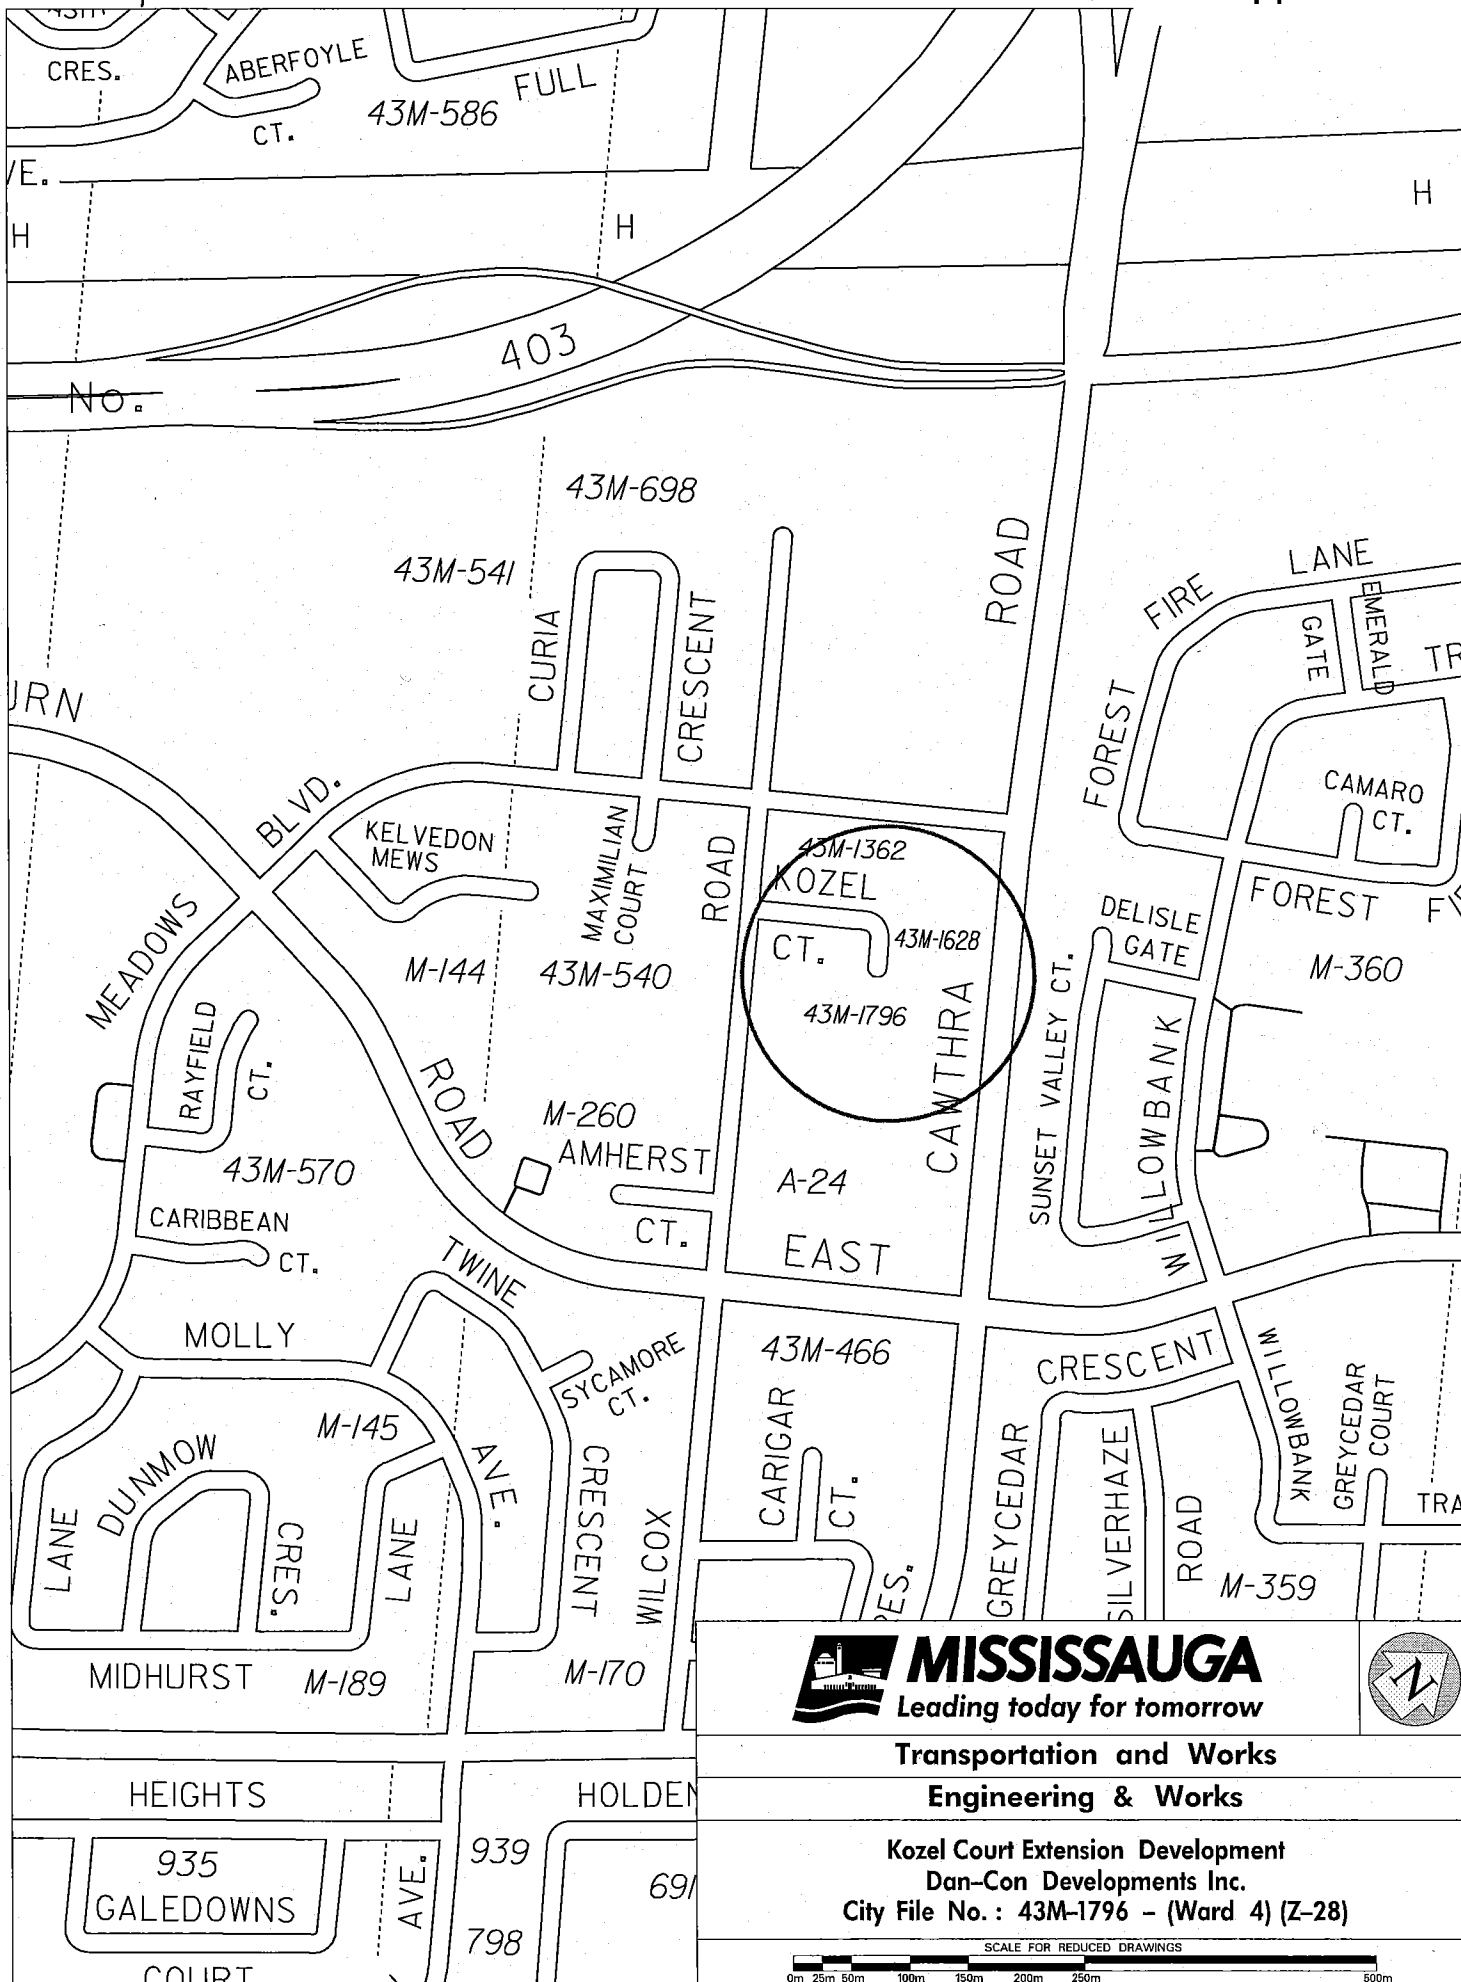 CRES.
ABERFOYLE
CT.
43M-586
FULL
VE.
H
H
H
403
No.
43M-698
43M-541
CURIA
CRESCENT
ROAD
FIRE
LANE
EMERALD
GATE
TR
FOREST
URN
BLVD.
KELVEDON
MEWS
MAXIMILIAN
COURT
ROAD
43M-1362
KOZEL
CT.
43M-1628
43M-1796
CAMARO
CT.
FOREST
DELISLE
GATE
M-360
MEADOWS
M-144
43M-540
SUNSET VALLEY CT.
WILLOWBANK
CAWTHRA
RAYFIELD
CT.
ROAD
M-260
AMHERST
CT.
A-24
43M-570
CARIBBEAN
CT.
EAST
TWINE
MOLLY
SYCAMORE
CT.
43M-466
CRESCENT
WILLOWBANK
GREYCEDAR
COURT
CARIGAR
CT.
GREYCEDAR
SILVERHAZE
ROAD
TRA
M-145
DUNMOW
CRES.
LANE
LANE
AVE.
CRESCENT
WILCOX
RES.
M-359
MIDHURST
M-189
M-170
HEIGHTS
HOLDEN
935
GALEDOWNS
COURT
AVE.
939
798
691
MISSISSAUGA
Leading today for tomorrow
N
Transportation and Works
Engineering & Works
Kozel Court Extension Development
Dan-Con Developments Inc.
City File No. : 43M-1796 - (Ward 4) (Z-28)
SCALE FOR REDUCED DRAWINGS
0m 25m 50m 100m 150m 200m 250m 500m